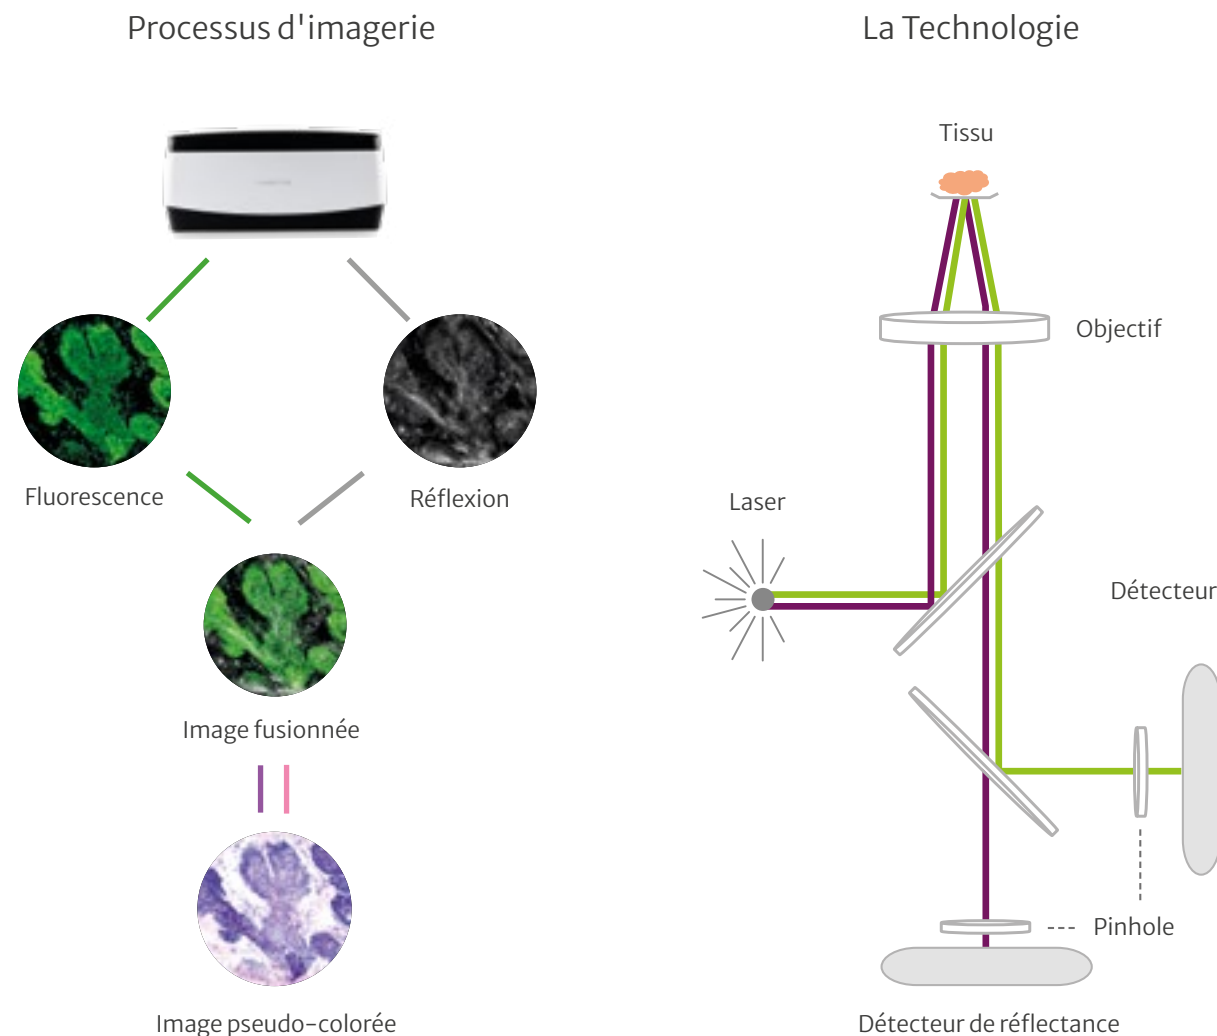 Processus d'imagerie
La Technologie
Tissu
Objectif
Fluorescence
Réflexion
Laser
Détecteur
Image fusionnée
Pinhole
Image pseudo-colorée
Détecteur de réflectance